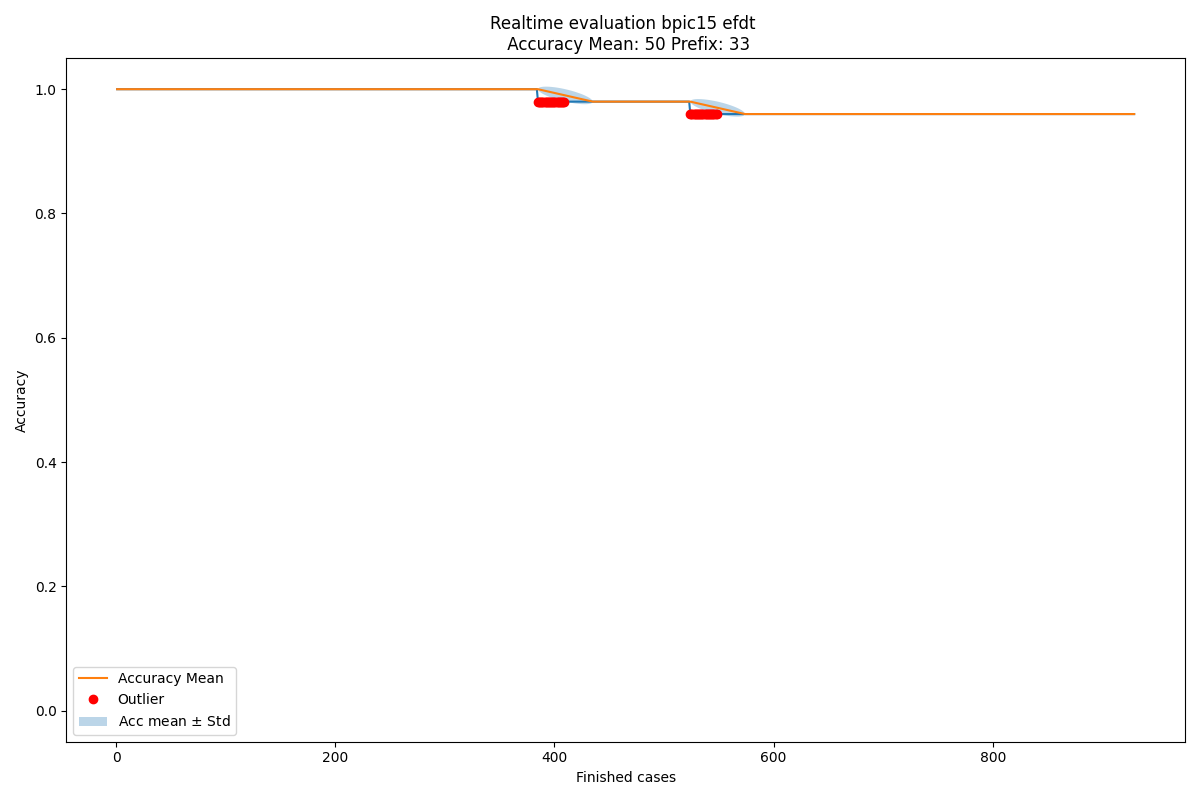 Realtime evaluation bpic15 efdt
Accuracy Mean: 50 Prefix: 33
1.0
0.8
0.6
0.4
0.2
0.0
Accuracy
Accuracy Mean
Outlier
Acc mean ± Std
0 200 400 600 800
Finished cases